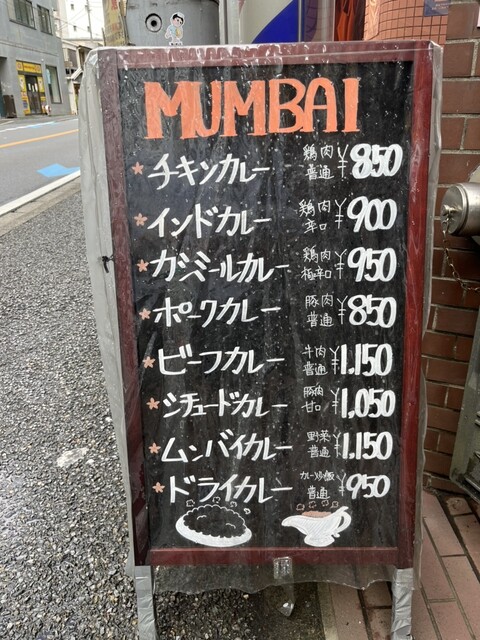 MUMBAI
チキンカレー 鶏肉 普通 ¥850
インドカレー 鶏肉 辛口 ¥900
カシミールカレー 鶏肉 極辛口 ¥950
ポークカレー 豚肉 普通 ¥850
ビーフカレー 牛肉 普通 ¥1,150
シチュードカレー 豚肉 甘口 ¥1,050
ムンバイカレー 野菜 普通 ¥1,150
ドライカレー カレー炒飯 普通 ¥950